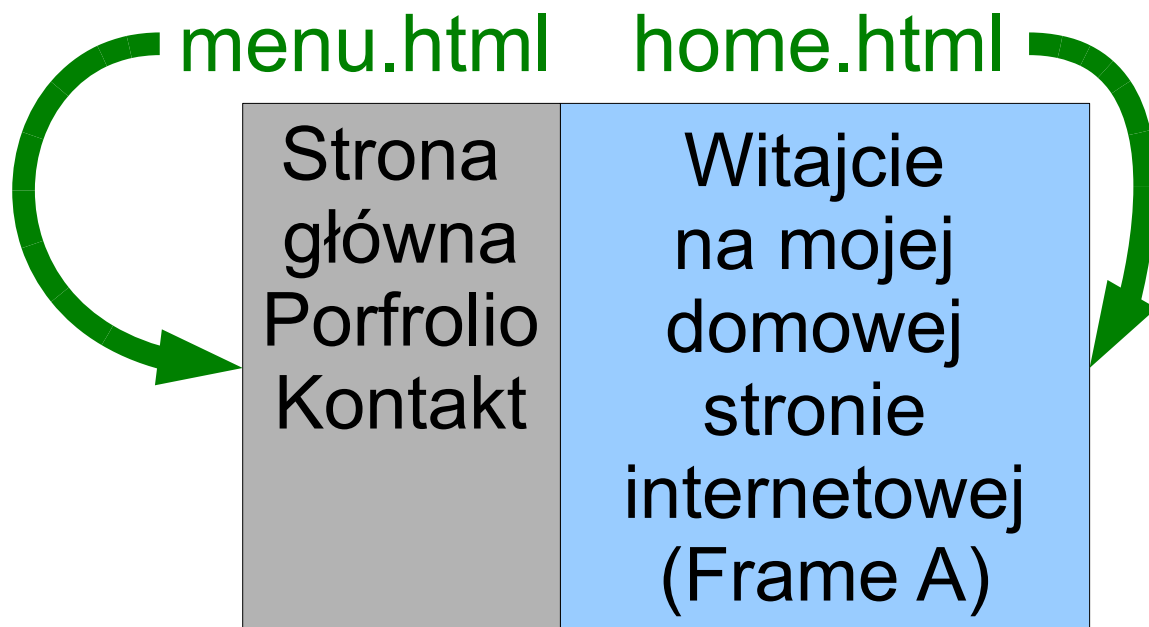 menu.html home.html
Strona
główna
Porfrolio
Kontakt
Witajcie
na mojej
domowej
stronie
internetowej
(Frame A)